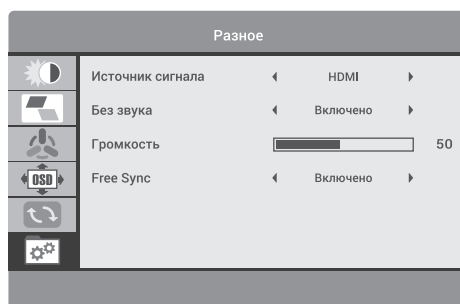 Разное
Источник сигнала HDMI
Без звука Включено
Громкость 50
OSD Free Sync Включено